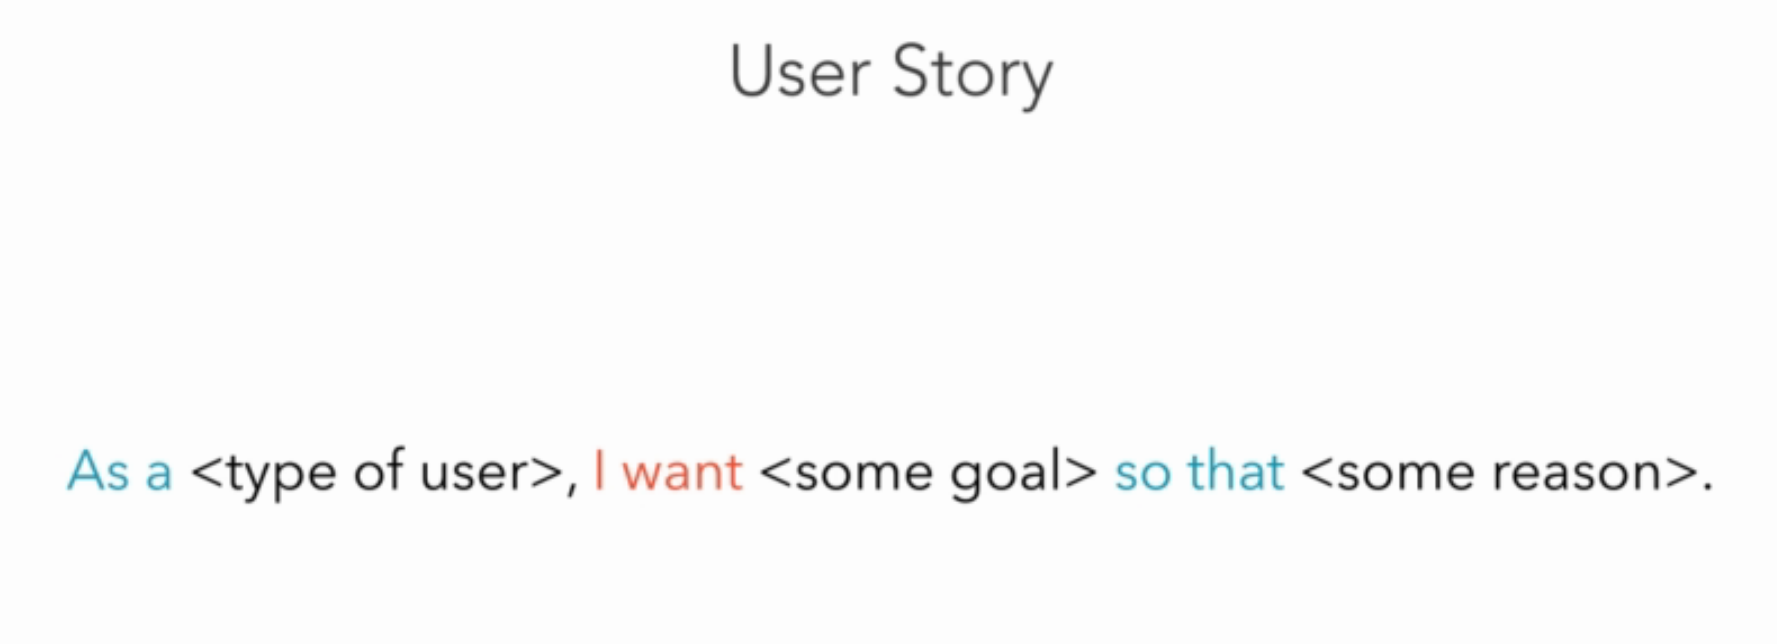 User Story
As a <type of user>, I want <some goal> so that <some reason>.